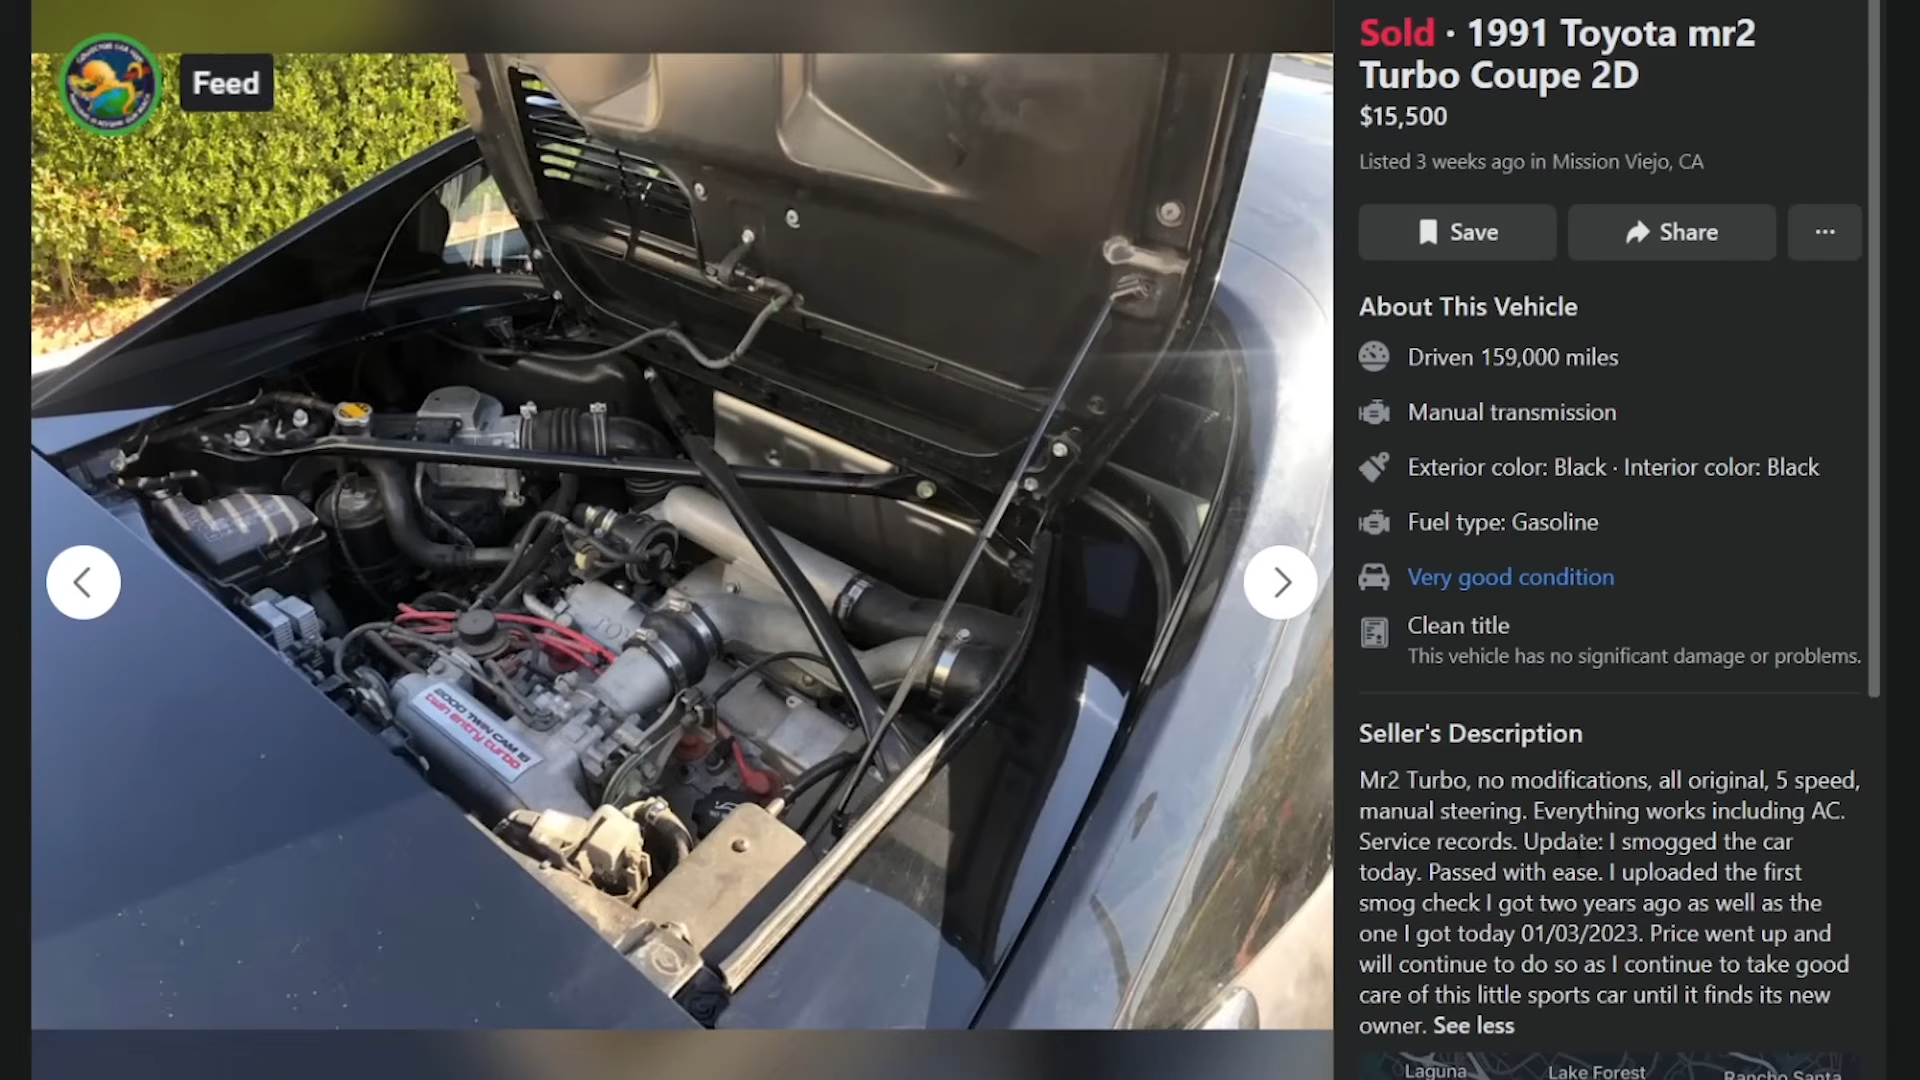 Feed
2000 TWIN CAM 16
twin entry turbo
Sold · 1991 Toyota mr2
Turbo Coupe 2D
$15,500
Listed 3 weeks ago in Mission Viejo, CA
Save
Share
About This Vehicle
Driven 159,000 miles
Manual transmission
Exterior color: Black · Interior color: Black
Fuel type: Gasoline
Very good condition
Clean title
This vehicle has no significant damage or problems.
Seller's Description
Mr2 Turbo, no modifications, all original, 5 speed,
manual steering. Everything works including AC.
Service records. Update: I smogged the car
today. Passed with ease. I uploaded the first
smog check I got two years ago as well as the
one I got today 01/03/2023. Price went up and
will continue to do so as I continue to take good
care of this little sports car until it finds its new
owner. See less
Laguna
Lake Forest
Rancho Santa